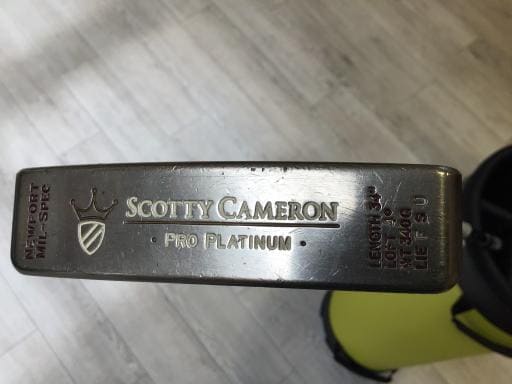 NEWPORT
MIL-SPEC
SCOTTY CAMERON
· PRO PLATINUM ·
LENGTH 34"
LOFT 4°
WT 340G
LIE F S U